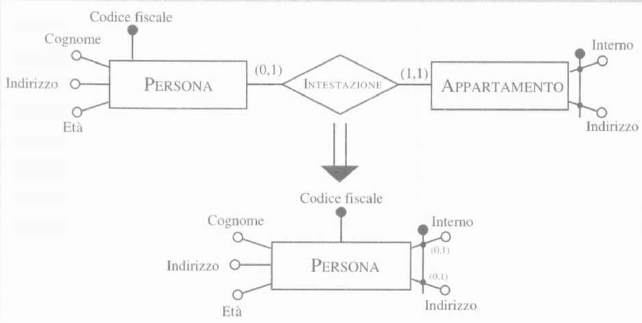 Codice fiscale
Cognome
Indirizzo
Età
PERSONA
(0,1)
INTESTAZIONE
(1,1)
APPARTAMENTO
Interno
Indirizzo
Codice fiscale
Cognome
Indirizzo
Età
PERSONA
Interno
(0,1)
(0,1)
Indirizzo